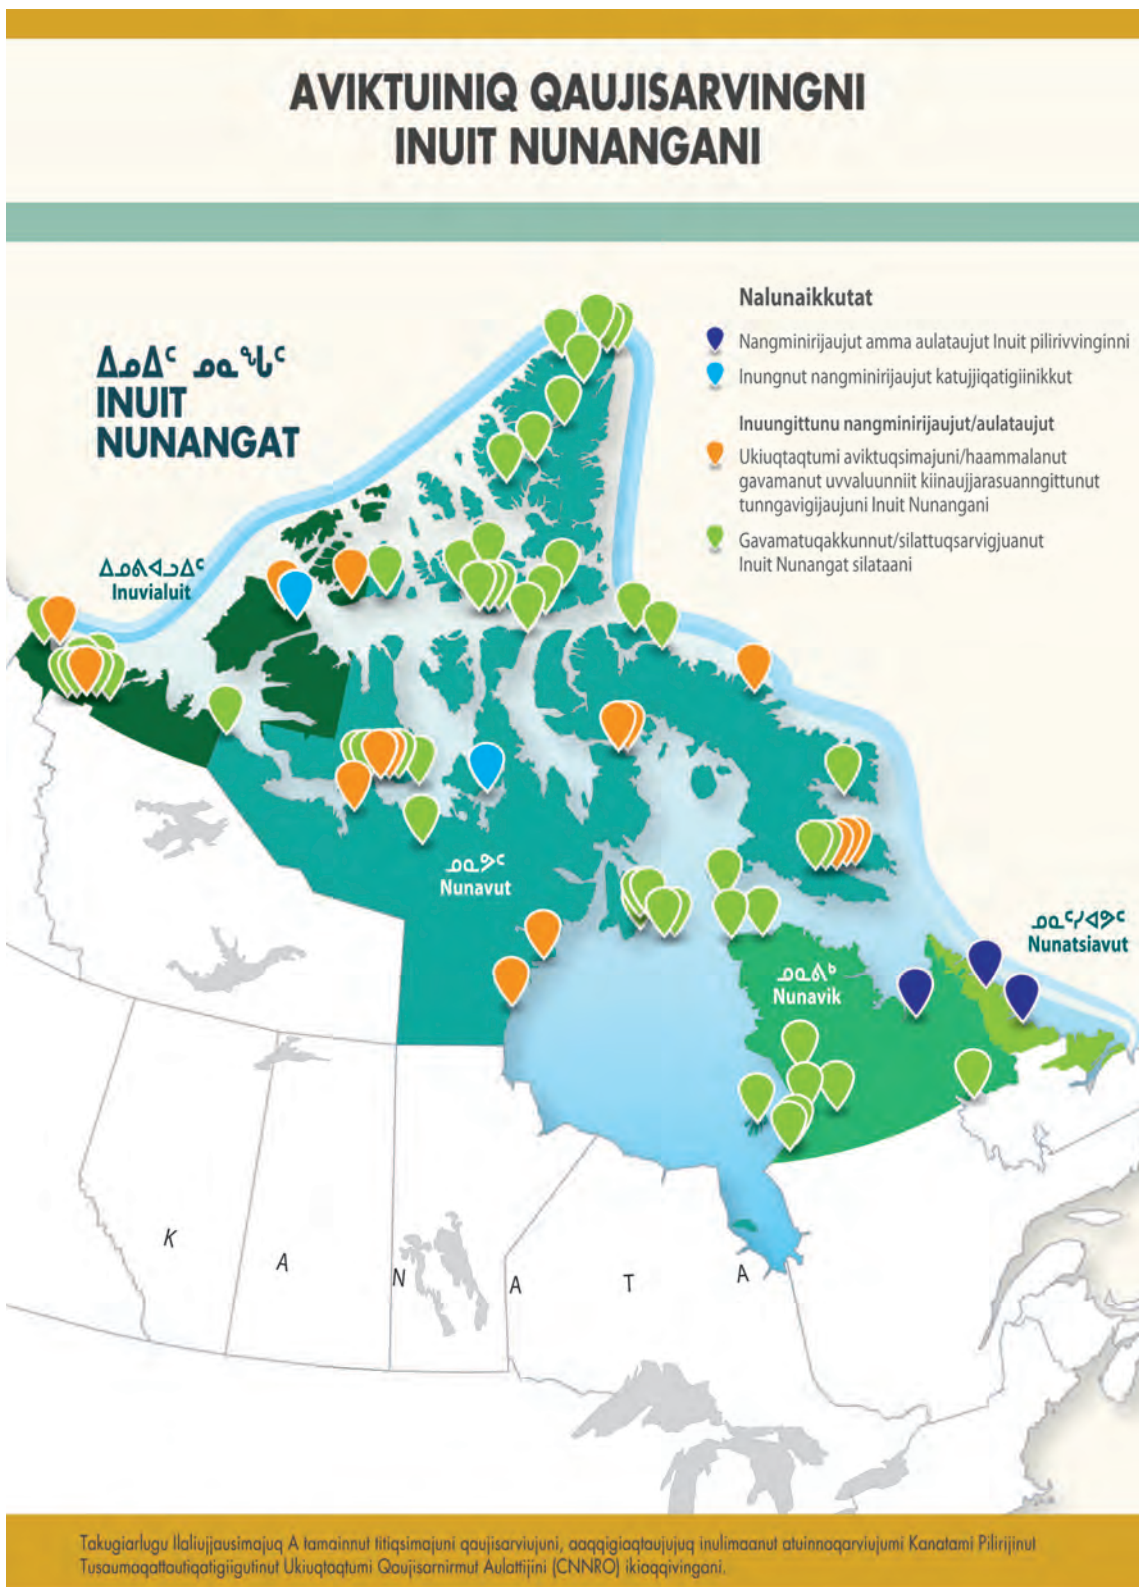 AVIKTUINIQ QAUJISARVINGNI
INUIT NUNANGANI
ᐃᓄᐃᑦ ᓄᓇᖓᑦ
INUIT
NUNANGAT
Nalunaikkutat
Nangminirijaujut amma aulataujut Inuit pilirivvinginni
Inungnut nangminirijaujut katujjiqatigiinikkut
Inuungittunu nangminirijaujut/aulataujut
Ukiuqtaqtumi aviktuqsimajuni/haammalanut
gavamanut uvvaluunniit kiinaujjarasuanngittunut
tunngavigijaujuni Inuit Nunangani
Gavamatuqakkunnut/silattuqsarvigjuanut
Inuit Nunangat silataani
ᐃᓄᕕᐊᓗᐃᑦ
Inuvialuit
ᓄᓇᕗᑦ
Nunavut
ᓄᓇᑦᓯᐊᕗᑦ
Nunatsiavut
ᓄᓇᕕᒃ
Nunavik
K A N A T A
Takugiarlugu Ilaliujjausimajuq A tamainnut titiqsimajuni qaujisarviujuni, aaqqigiaqtaujujuq inulimaanut atuinnaqarviujumi Kanatami Pilirijinut
Tusaumaqattautiqatigiigutinut Ukiuqtaqtumi Qaujisarnirmut Aulattijini (CNNRO) ikiaqqivingani.